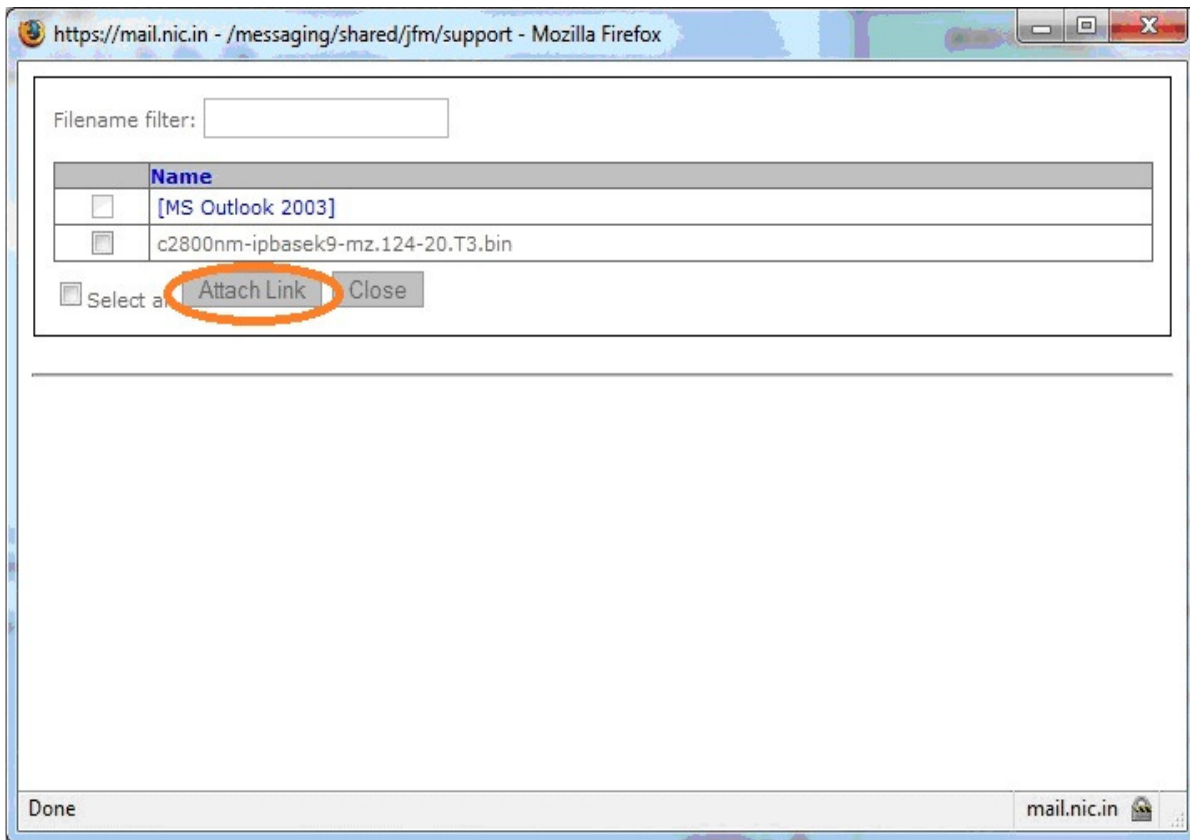 https://mail.nic.in - /messaging/shared/jfm/support - Mozilla Firefox
Filename filter:
Name
[MS Outlook 2003]
c2800nm-ipbasek9-mz.124-20.T3.bin
Select a Attach Link Close
Done mail.nic.in